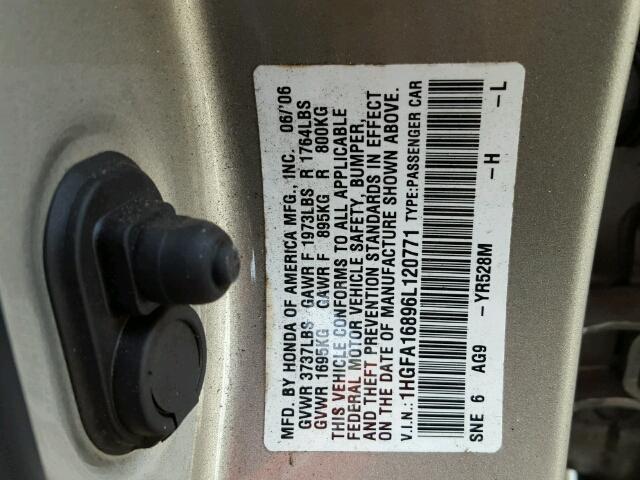 MFD. BY HONDA OF AMERICA MFG., INC. 06/'06
GVWR 3737LBS GAWR F 1973LBS R 1764LBS
GVWR 1695KG GAWR F 895KG R 800KG
THIS VEHICLE CONFORMS TO ALL APPLICABLE
FEDERAL MOTOR VEHICLE SAFETY, BUMPER,
AND THEFT PREVENTION STANDARDS IN EFFECT
ON THE DATE OF MANUFACTURE SHOWN ABOVE.
V.I.N.: 1HGFA16896L120771 TYPE:PASSENGER CAR
SNE 6 AG9 -YR528M -H -L